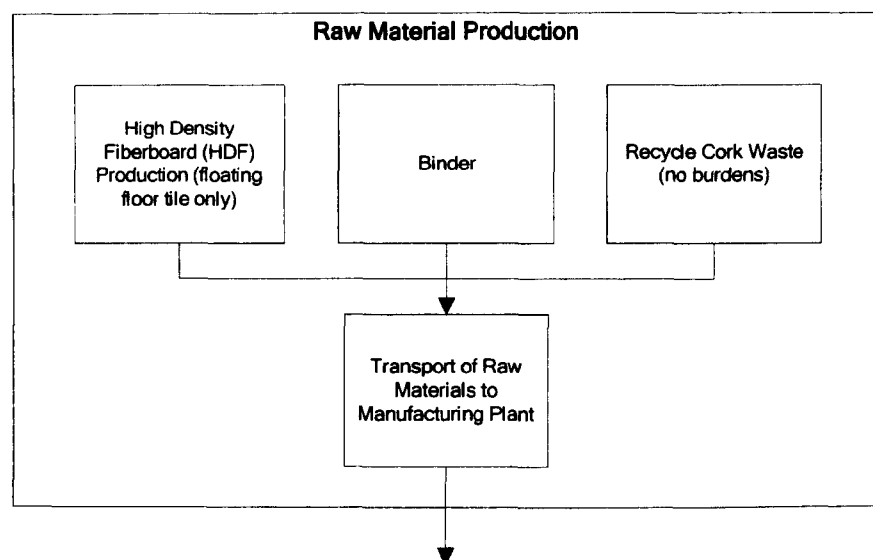 Raw Material Production
High Density
Fiberboard (HDF)
Production (floating
floor tile only)
Binder
Recycle Cork Waste
(no burdens)
Transport of Raw
Materials to
Manufacturing Plant